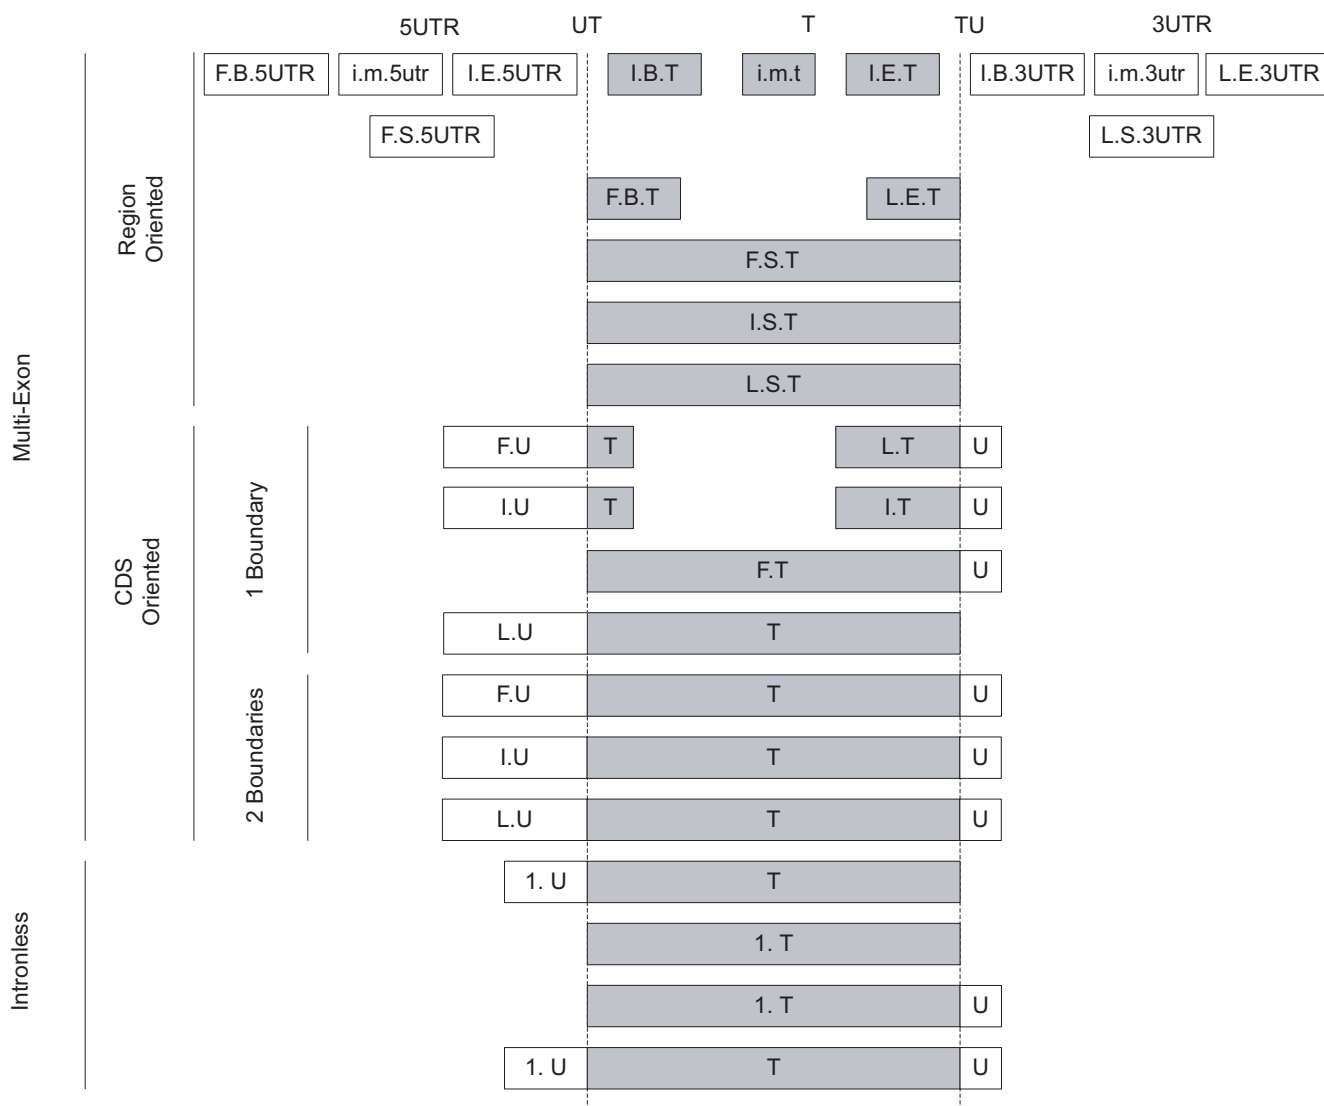 5UTR UT T TU 3UTR
F.B.5UTR i.m.5utr I.E.5UTR I.B.T i.m.t I.E.T I.B.3UTR i.m.3utr L.E.3UTR
F.S.5UTR L.S.3UTR
F.B.T L.E.T
F.S.T
I.S.T
L.S.T
F.U T L.T U
I.U T I.T U
F.T U
L.U T
F.U T U
I.U T U
L.U T U
1. U T
1. T
1. T U
1. U T U
Multi-Exon
Region
Oriented
CDS
Oriented
1 Boundary
2 Boundaries
Intronless